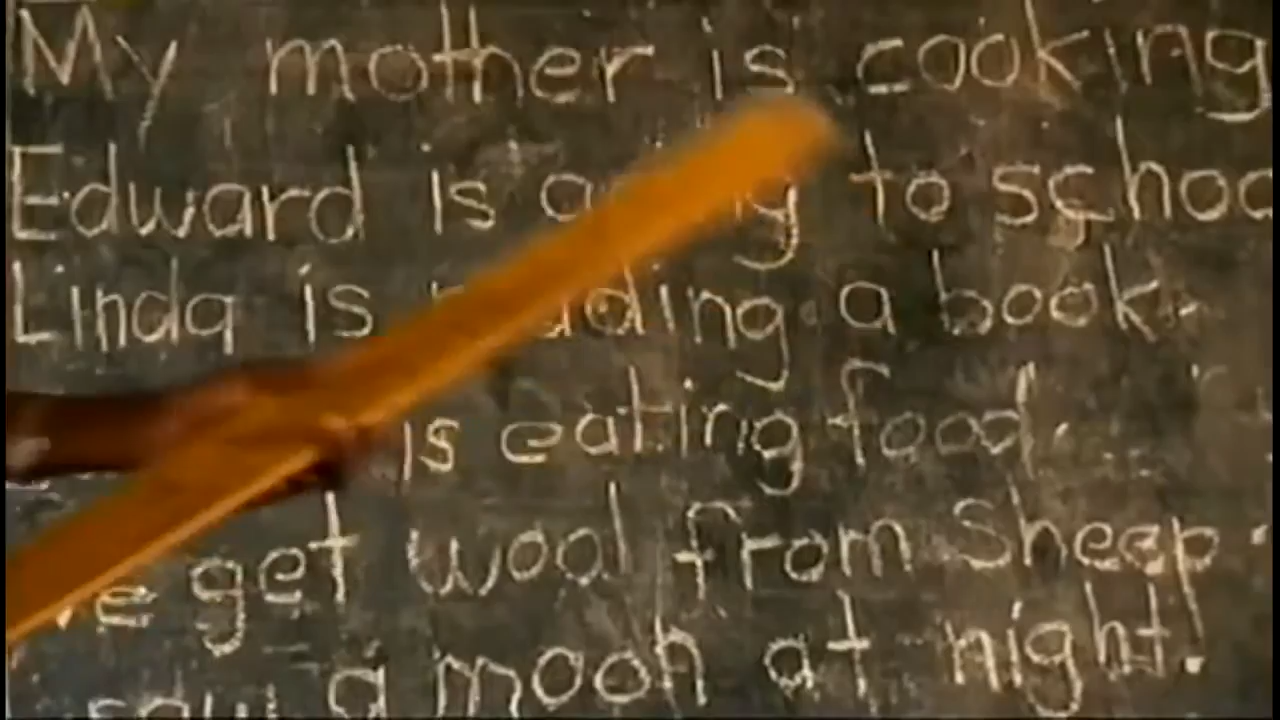 My mother is cooking
Edward is to school
Linda is a book.
is eating food.
get wool from Sheep.
a moon at night.